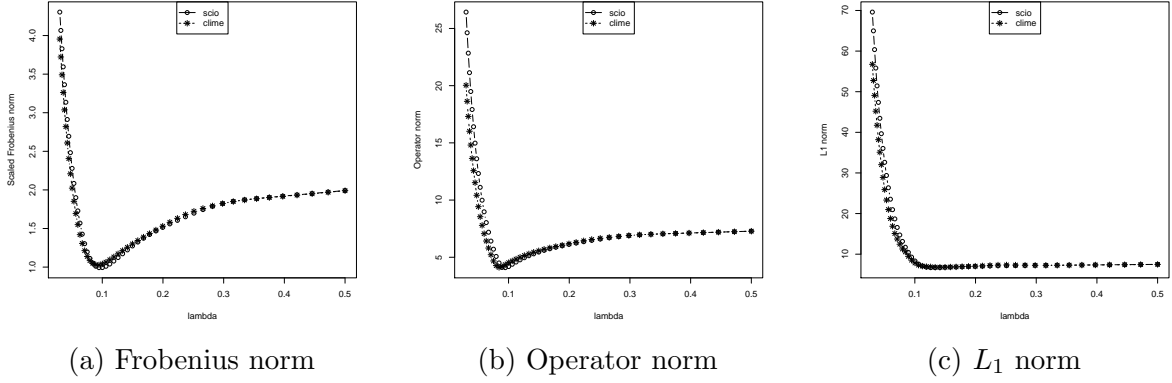 scio
clime
Scaled Frobenius norm
4.0
3.5
3.0
2.5
2.0
1.5
1.0
0.1
0.2
0.3
0.4
0.5
lambda
(a) Frobenius norm
scio
clime
Operator norm
25
20
15
10
5
0.1
0.2
0.3
0.4
0.5
lambda
(b) Operator norm
scio
clime
L1 norm
70
60
50
40
30
20
10
0.1
0.2
0.3
0.4
0.5
lambda
(c) L₁ norm